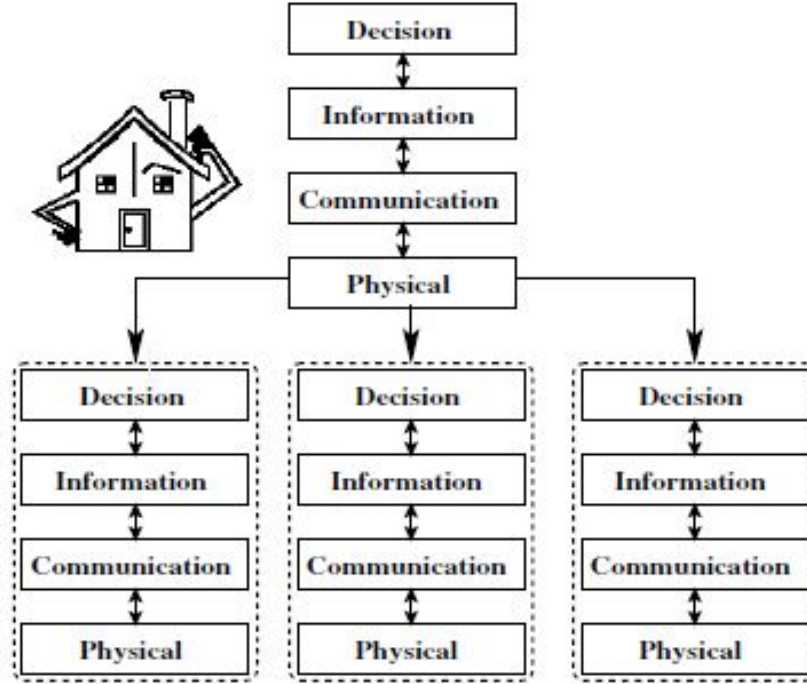 Decision
Information
Communication
Physical
Decision
Decision
Decision
Information
Information
Information
Communication
Communication
Communication
Physical
Physical
Physical